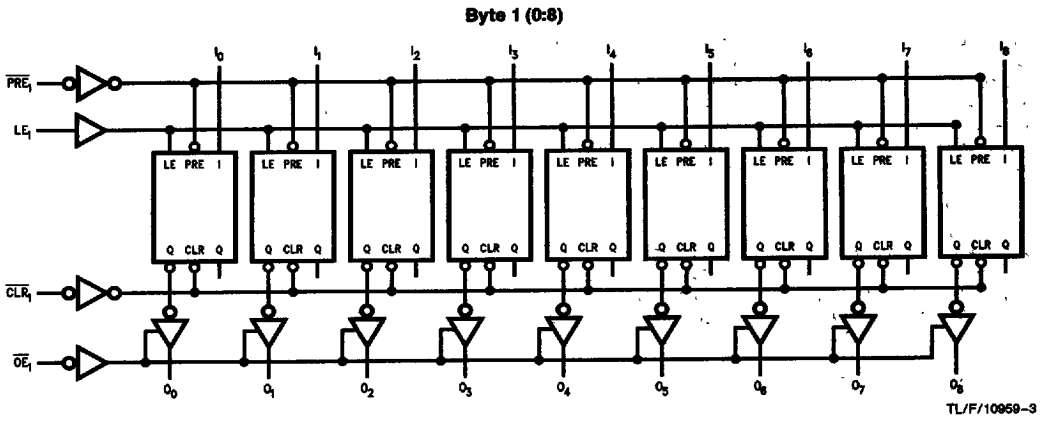 Byte 1 (0:8)
I0 I1 I2 I3 I4 I5 I6 I7 I8
PRE1
LE1
LE PRE I LE PRE I LE PRE I LE PRE I LE PRE I LE PRE I LE PRE I LE PRE I LE PRE I
Q CLR Q Q CLR Q Q CLR Q Q CLR Q Q CLR Q Q CLR Q Q CLR Q Q CLR Q Q CLR Q
CLR1
OE1
O0 O1 O2 O3 O4 O5 O6 O7 O8
TL/F/10959-3